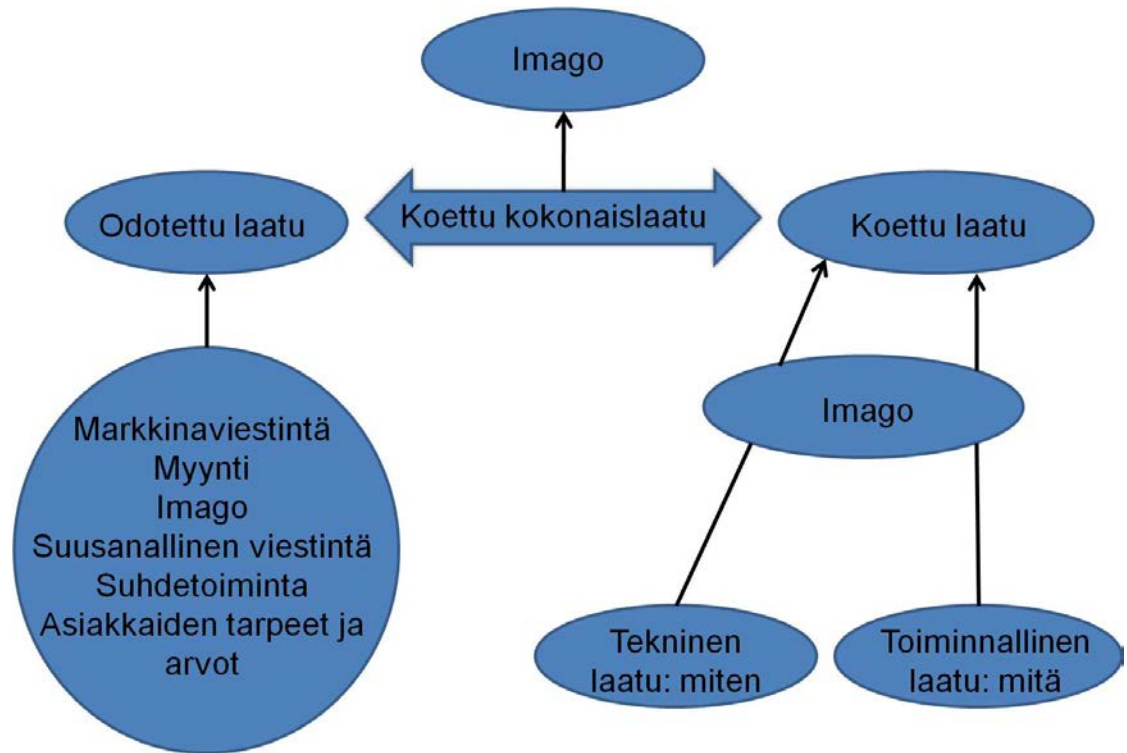 Imago
Odotettu laatu
Koettu kokonaislaatu
Koettu laatu
Markkinaviestintä
Myynti
Imago
Suusanallinen viestintä
Suhdetoiminta
Asiakkaiden tarpeet ja
arvot
Imago
Tekninen
laatu: miten
Toiminnallinen
laatu: mitä